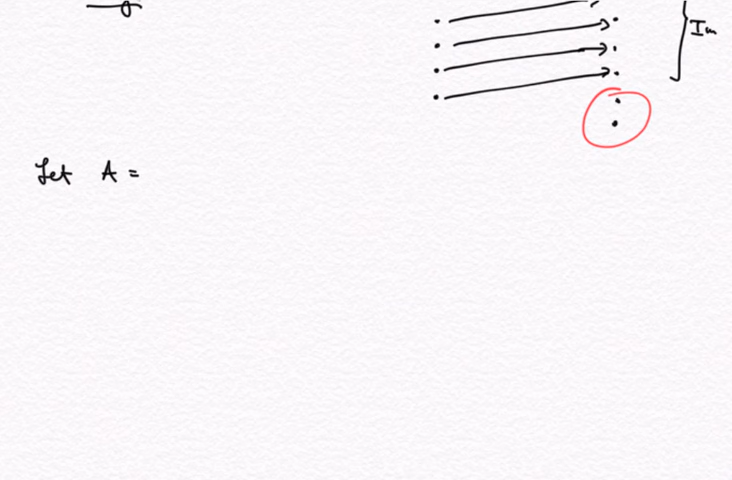 Im
Let A =